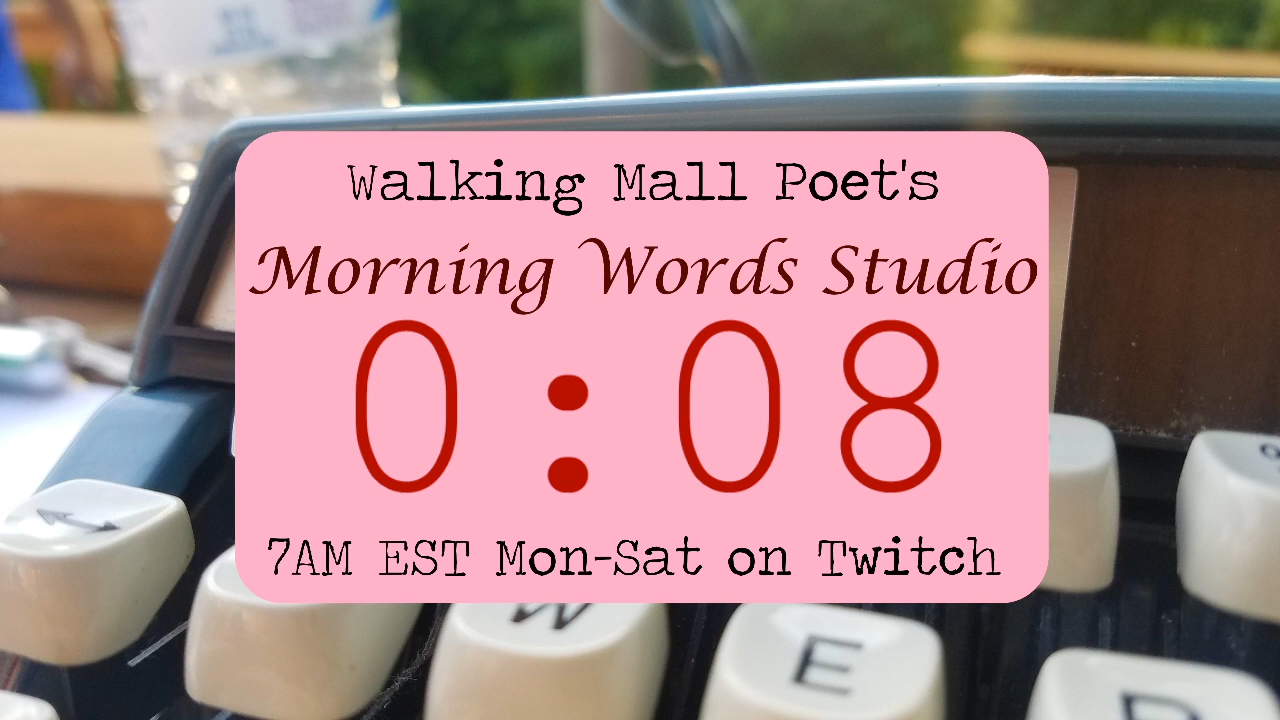 Walking Mall Poet's
Morning Words Studio
0:08
7AM EST Mon-Sat on Twitch
W
E